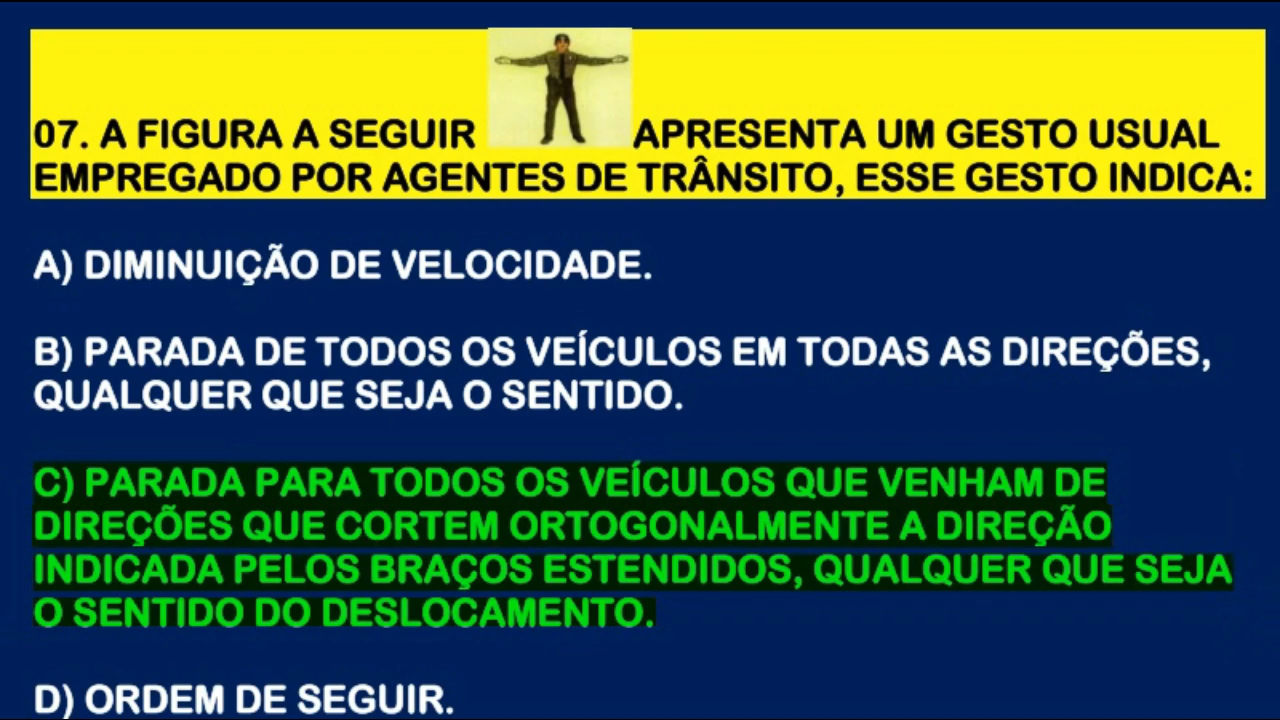 07. A FIGURA A SEGUIR APRESENTA UM GESTO USUAL
EMPREGADO POR AGENTES DE TRÂNSITO, ESSE GESTO INDICA:
A) DIMINUIÇÃO DE VELOCIDADE.
B) PARADA DE TODOS OS VEÍCULOS EM TODAS AS DIREÇÕES,
QUALQUER QUE SEJA O SENTIDO.
C) PARADA PARA TODOS OS VEÍCULOS QUE VENHAM DE
DIREÇÕES QUE CORTEM ORTOGONALMENTE A DIREÇÃO
INDICADA PELOS BRAÇOS ESTENDIDOS, QUALQUER QUE SEJA
O SENTIDO DO DESLOCAMENTO.
D) ORDEM DE SEGUIR.